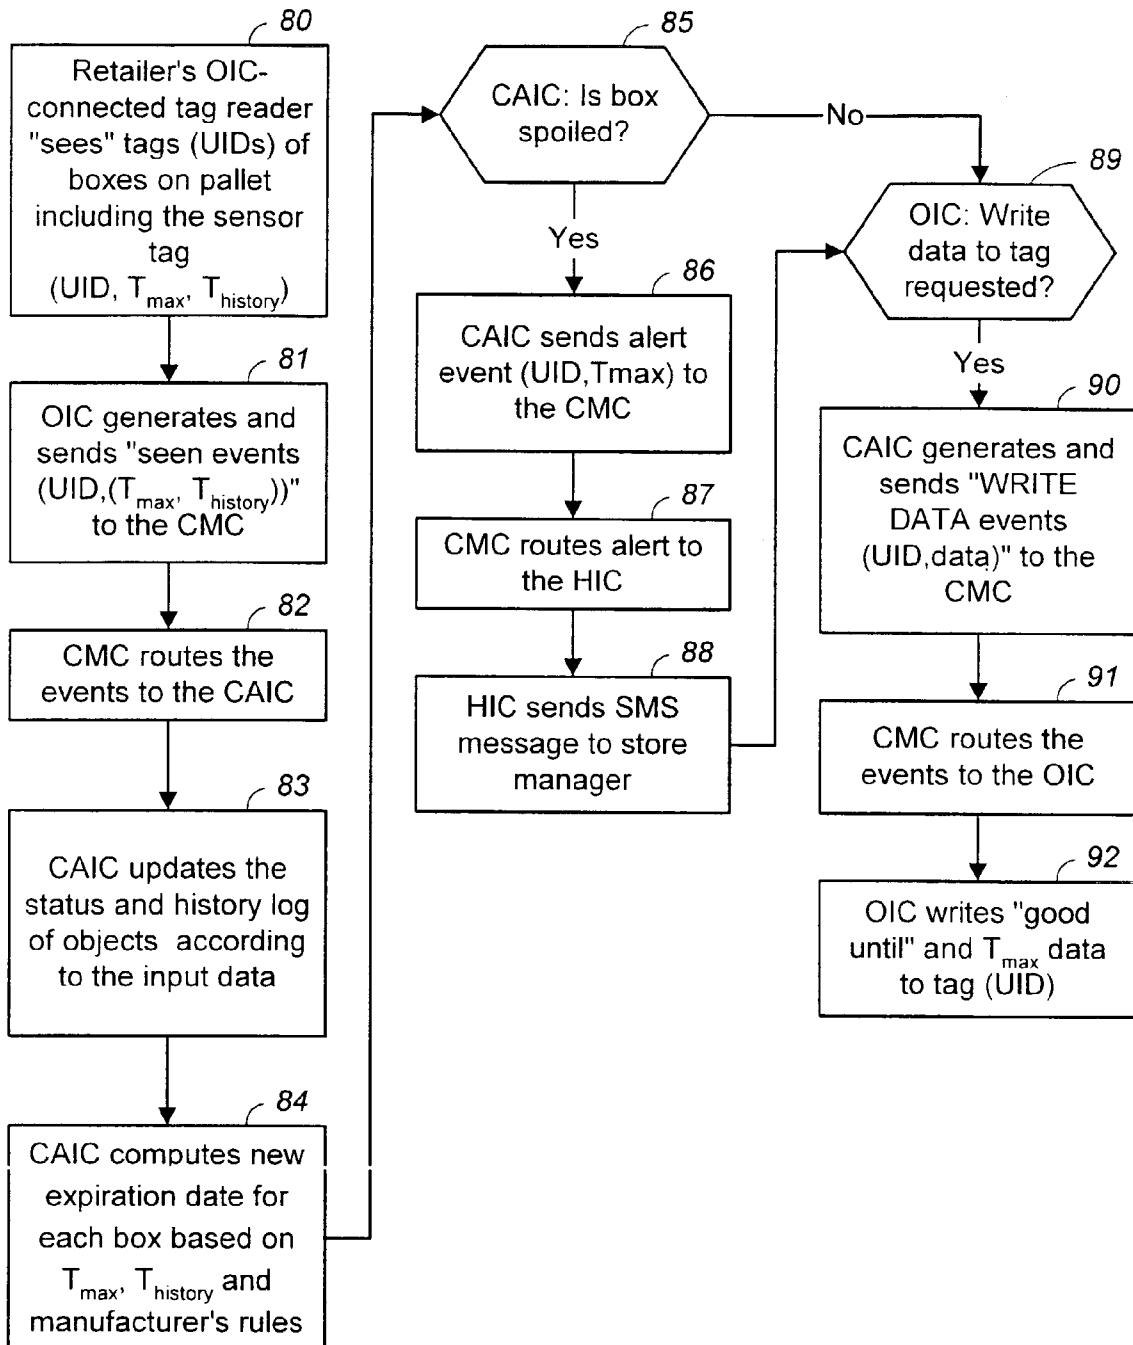 80
Retailer's OIC-
connected tag reader
"sees" tags (UIDs) of
boxes on pallet
including the sensor
tag
(UID, Tmax, Thistory)
81
OIC generates and
sends "seen events
(UID,(Tmax, Thistory))"
to the CMC
82
CMC routes the
events to the CAIC
83
CAIC updates the
status and history log
of objects according
to the input data
84
CAIC computes new
expiration date for
each box based on
Tmax, Thistory and
manufacturer's rules
85
CAIC: Is box
spoiled?
No
Yes
86
CAIC sends alert
event (UID,Tmax) to
the CMC
87
CMC routes alert to
the HIC
88
HIC sends SMS
message to store
manager
89
OIC: Write
data to tag
requested?
Yes
90
CAIC generates and
sends "WRITE
DATA events
(UID,data)" to the
CMC
91
CMC routes the
events to the OIC
92
OIC writes "good
until" and Tmax data
to tag (UID)